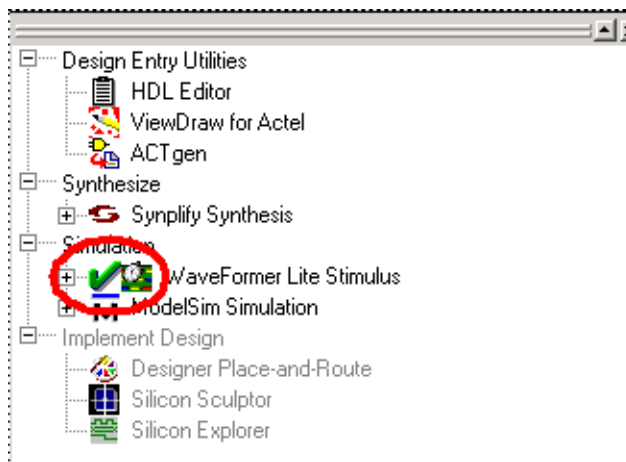 Design Entry Utilities
HDL Editor
ViewDraw for Actel
ACTgen
Synthesize
Synplify Synthesis
Simulation
WaveFormer Lite Stimulus
ModelSim Simulation
Implement Design
Designer Place-and-Route
Silicon Sculptor
Silicon Explorer